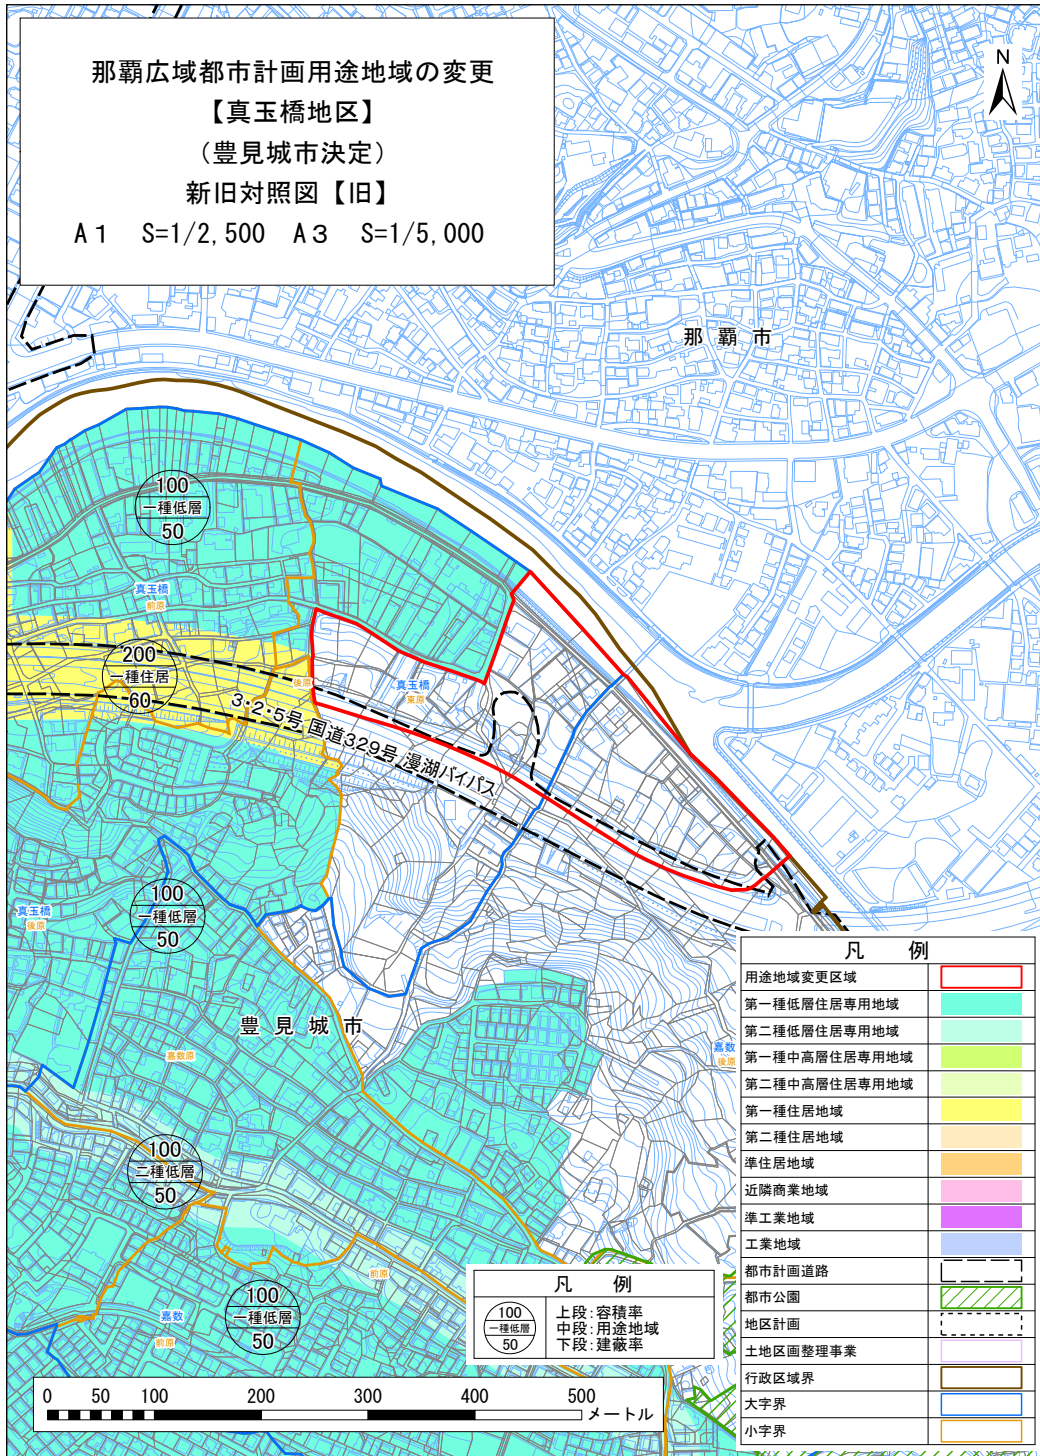 那覇広域都市計画用途地域の変更
【真玉橋地区】
（豊見城市決定）
新旧対照図【旧】
A1 S=1/2,500 A3 S=1/5,000
N
那覇市
100
一種低層
50
真玉橋
前原
200
一種住居
60
後原
真玉橋
東原
3・2・5号 国道329号 漫湖バイパス
100
一種低層
50
真玉橋
後原
豊見城市
嘉数原
嘉数
後原
100
二種低層
50
前原
100
一種低層
50
嘉数
前原
凡例
100
一種低層
50
上段:容積率
中段:用途地域
下段:建蔽率
0 50 100 200 300 400 500 メートル
凡例
用途地域変更区域
第一種低層住居専用地域
第二種低層住居専用地域
第一種中高層住居専用地域
第二種中高層住居専用地域
第一種住居地域
第二種住居地域
準住居地域
近隣商業地域
準工業地域
工業地域
都市計画道路
都市公園
地区計画
土地区画整理事業
行政区域界
大字界
小字界